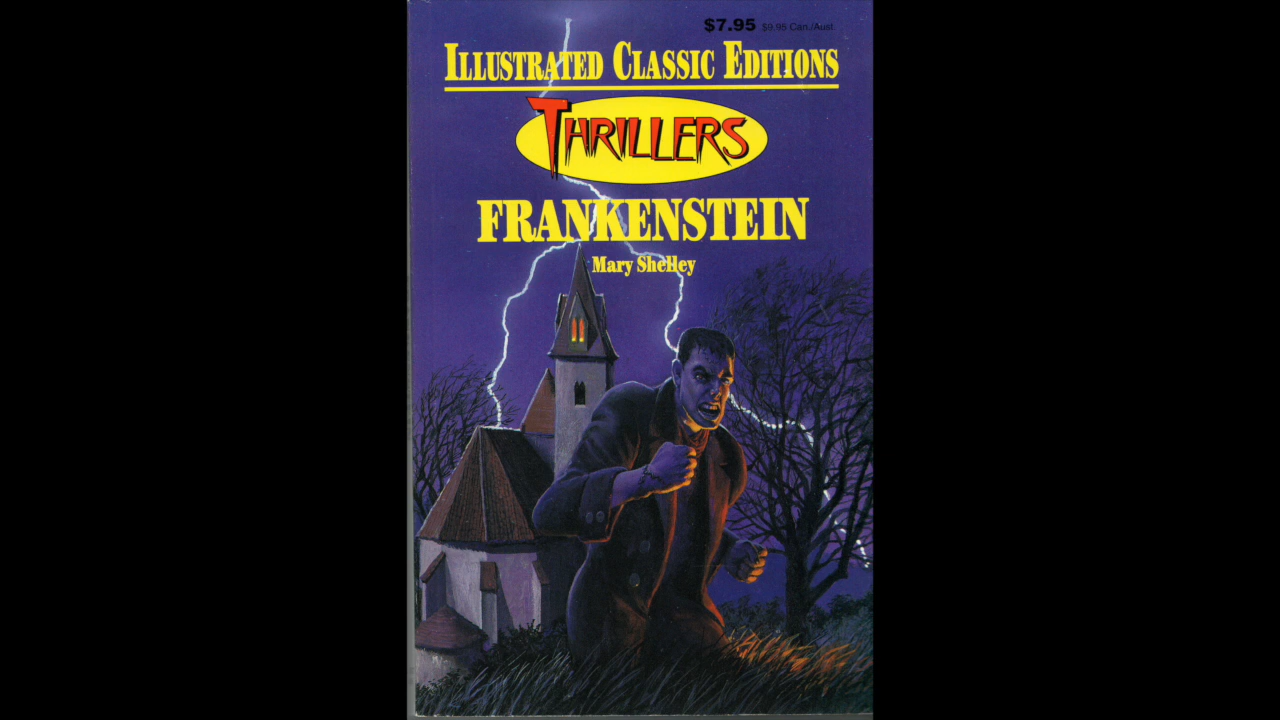 $7.95 $9.95 Can./Aust.
ILLUSTRATED CLASSIC EDITIONS
THRILLERS
FRANKENSTEIN
Mary Shelley